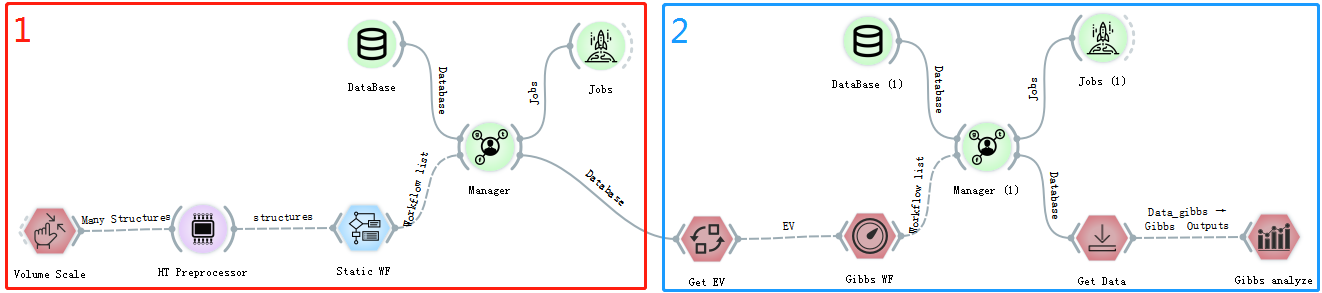 1
DataBase
Jobs
Database
Jobs
Manager
Workflow list
Database
Many Structures
structures
Volume Scale
HT Preprocessor
Static WF
2
DataBase (1)
Jobs (1)
Database
Jobs
Manager (1)
Workflow list
Database
EV
Data_gibbs →
Gibbs Outputs
Get EV
Gibbs WF
Get Data
Gibbs analyze